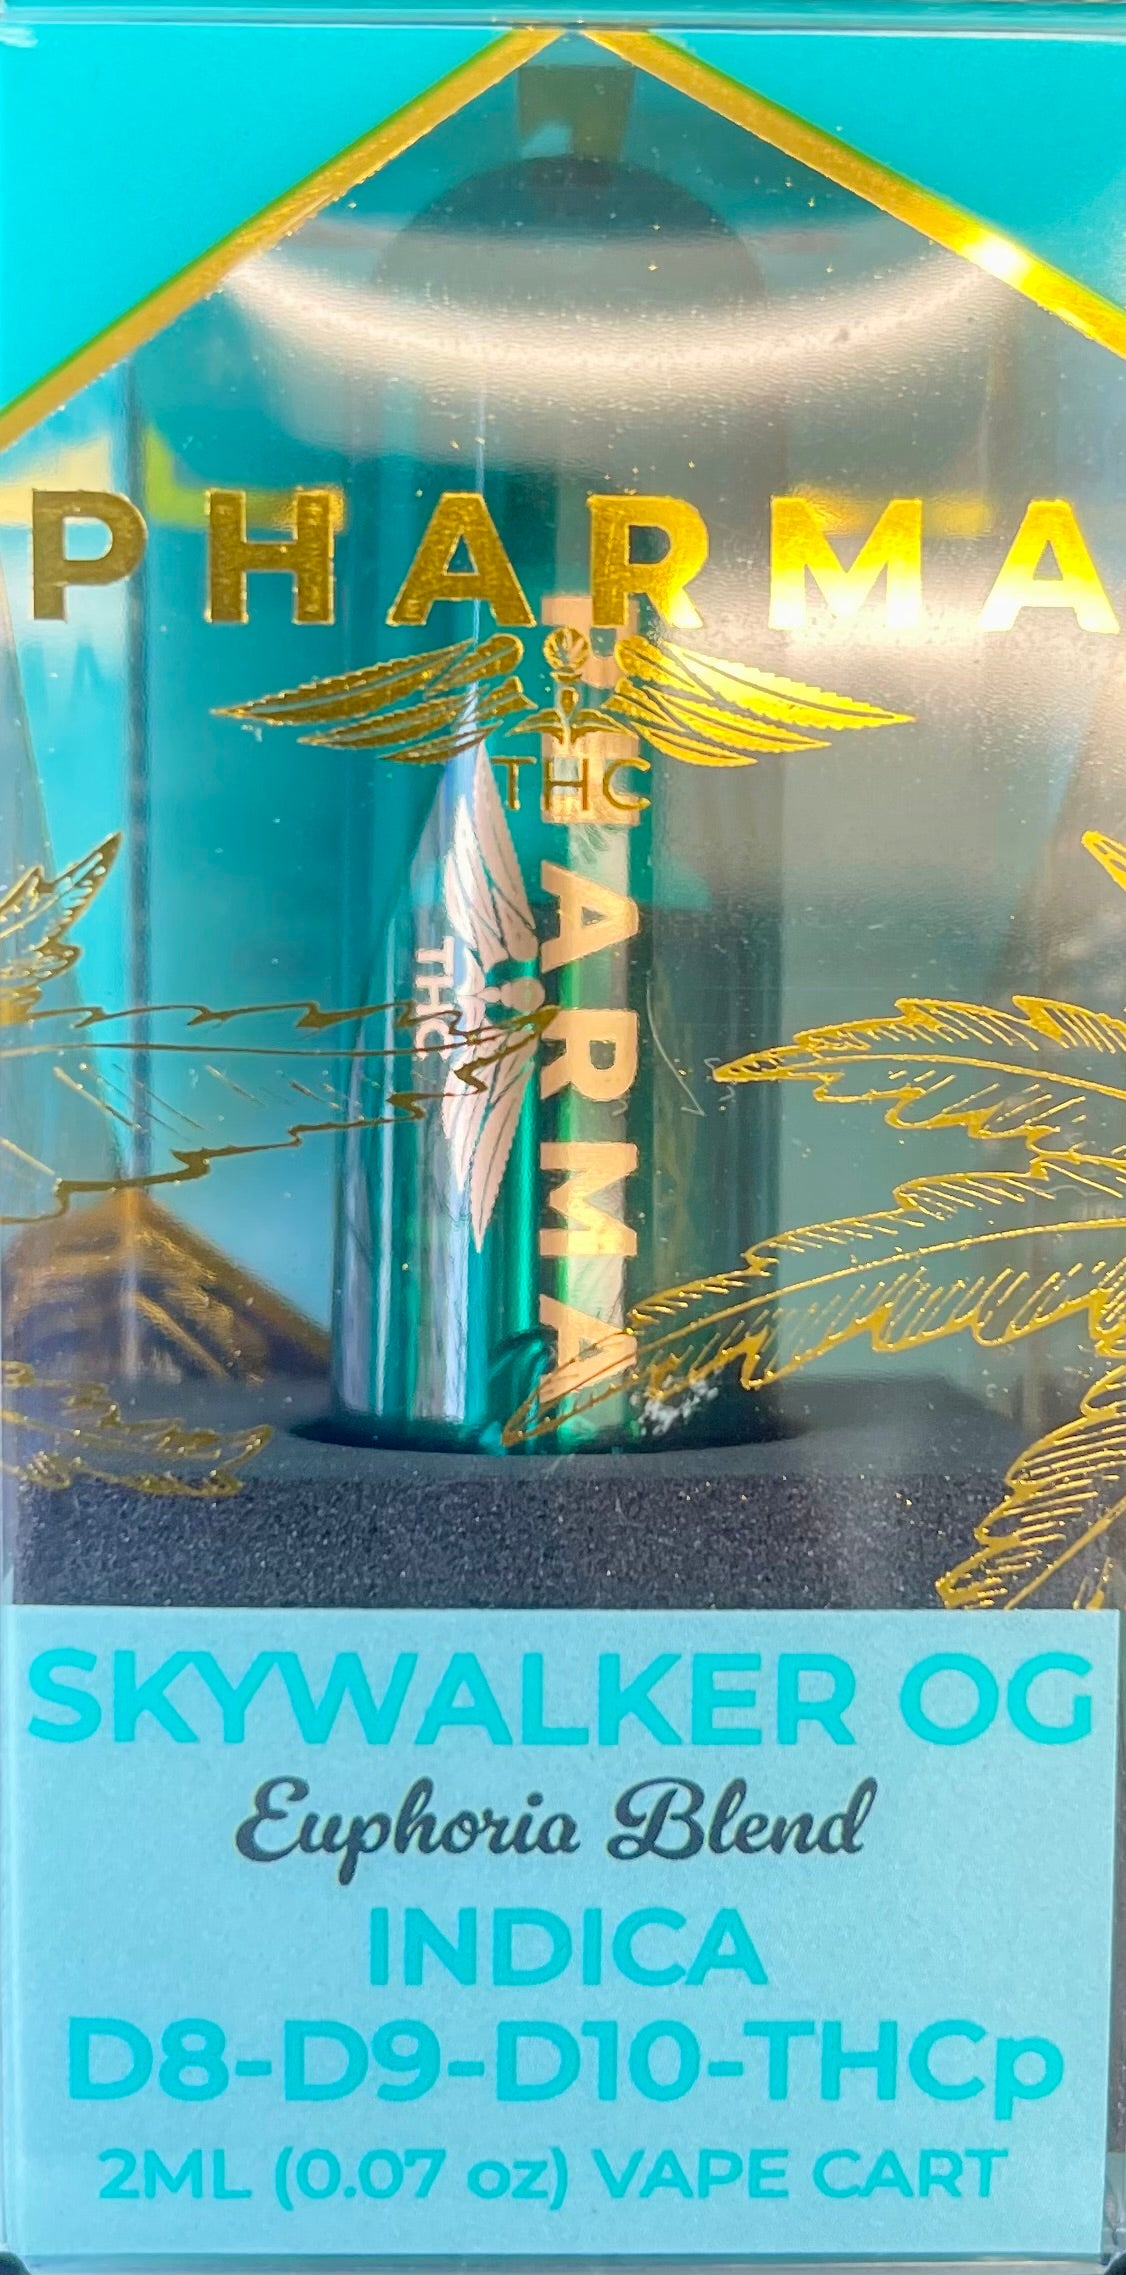 PHARMA
THC
PHARMA
THC
SKYWALKER OG
Euphoria Blend
INDICA
D8-D9-D10-THCp
2ML (0.07 oz) VAPE CART